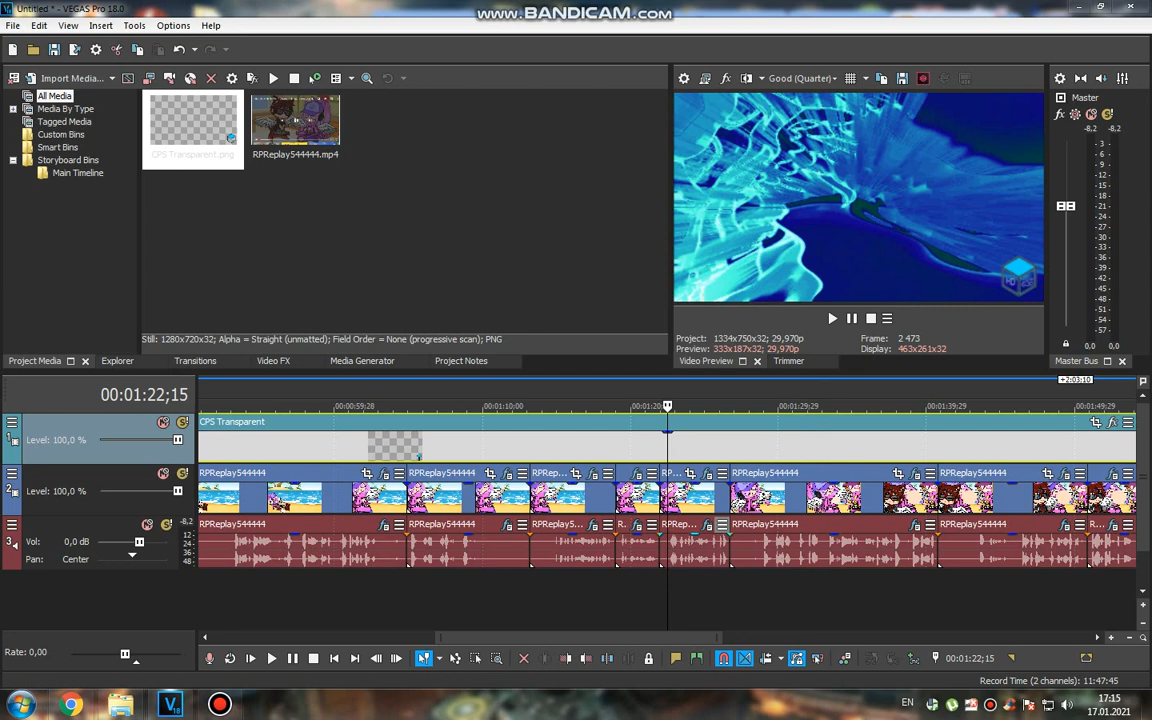 Untitled * - VEGAS Pro 18.0
www.BANDICAM.com
File Edit View Insert Tools Options Help
Import Media...
Good (Quarter)
All Media
Media By Type
Tagged Media
Custom Bins
Smart Bins
Storyboard Bins
Main Timeline
CPS Transparent.png
RPReplay544444.mp4
Still: 1280x720x32; Alpha = Straight (unmatted); Field Order = None (progressive scan); PNG
Project: 1334x750x32; 29,970p
Preview: 333x187x32; 29,970p
Frame: 2 473
Display: 463x261x32
Master
-8,2 -8,2
3
6
9
12
15
18
21
24
27
30
33
36
39
42
45
48
51
54
57
0,0 0,0
Project Media Explorer Transitions Video FX Media Generator Project Notes
Video Preview Trimmer
Master Bus
+2:03:10
00:01:22;15
00:00:59:28 00:01:10:00 00:01:20 00:01:29:29 00:01:39:29 00:01:49:29
CPS Transparent
1
Level: 100,0 %
RPReplay544444 RPReplay544444 RPRep... RP... RPReplay544444 RPReplay544444
2
Level: 100,0 %
RPReplay544444 RPReplay544444 RPReplay5... R. RPRep... RPReplay544444 RPReplay544444 R...
3
-8,2
12
24
36
48
Vol: 0,0 dB
Pan: Center
Rate: 0,00
00:01:22;15
Record Time (2 channels): 11:47:45
EN
17:15
17.01.2021